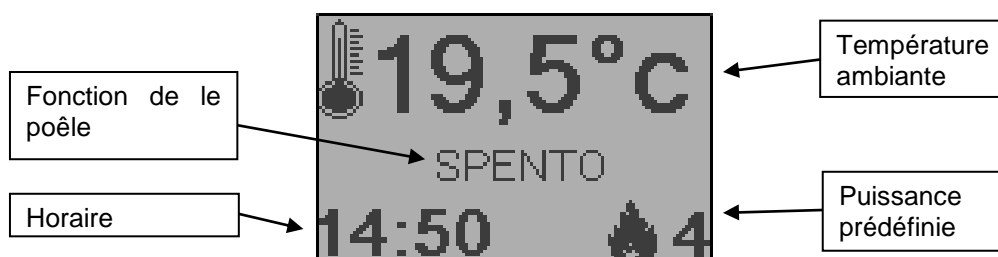 19,5°c
Température
ambiante
Fonction de le
poêle
SPENTO
Horaire
14:50
4
Puissance
prédéfinie